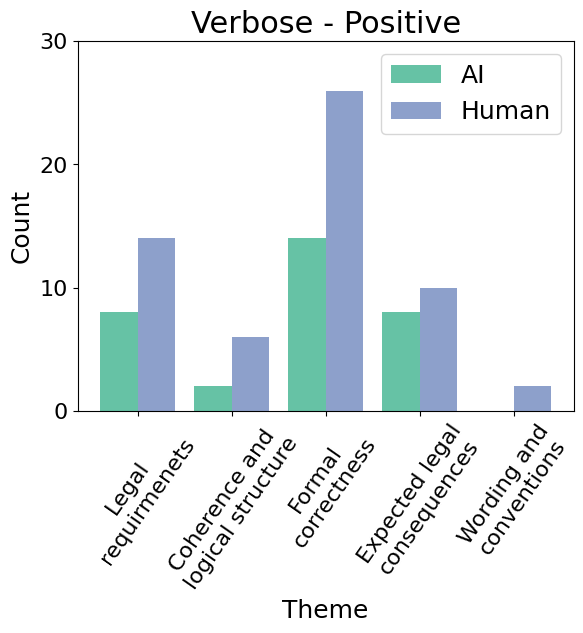 Verbose - Positive
30
20
10
0
Count
AI
Human
Legal
requirmenets
Coherence and
logical structure
Formal
correctness
Expected legal
consequences
Wording and
conventions
Theme